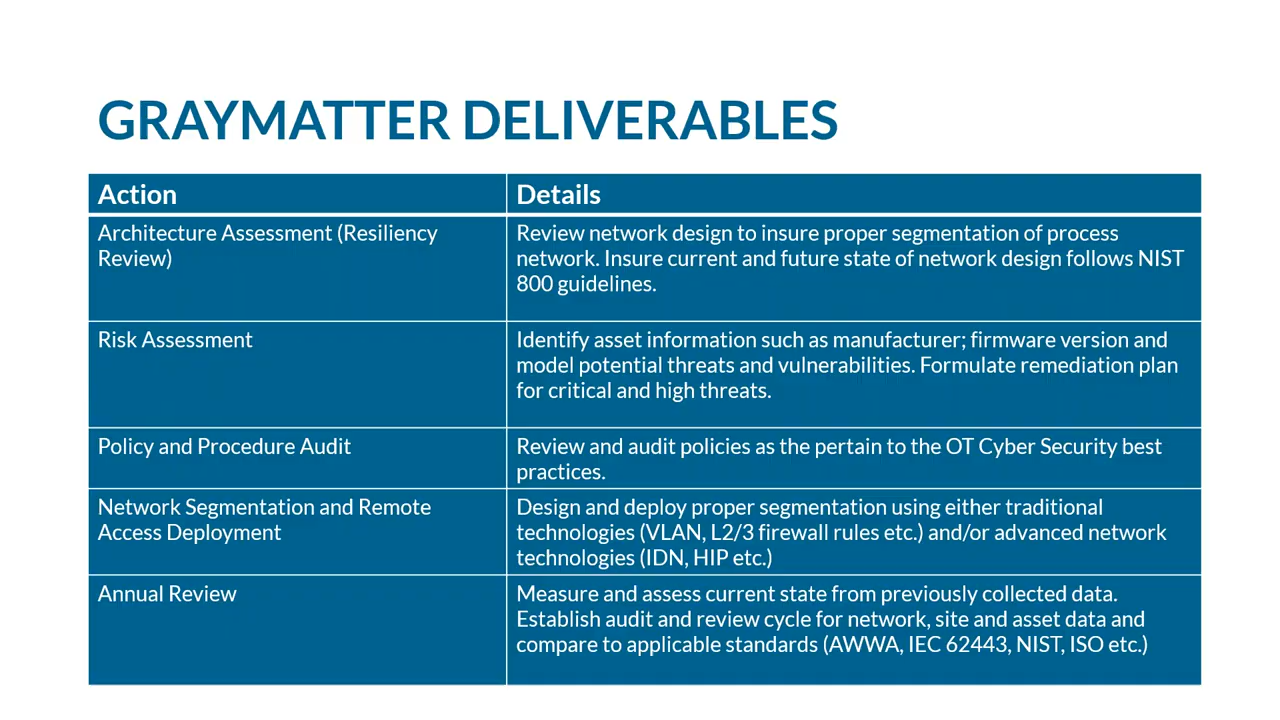 GRAYMATTER DELIVERABLES
Action
Details
Architecture Assessment (Resiliency
Review)
Review network design to insure proper segmentation of process
network. Insure current and future state of network design follows NIST
800 guidelines.
Risk Assessment
Identify asset information such as manufacturer; firmware version and
model potential threats and vulnerabilities. Formulate remediation plan
for critical and high threats.
Policy and Procedure Audit
Review and audit policies as the pertain to the OT Cyber Security best
practices.
Network Segmentation and Remote
Access Deployment
Design and deploy proper segmentation using either traditional
technologies (VLAN, L2/3 firewall rules etc.) and/or advanced network
technologies (IDN, HIP etc.)
Annual Review
Measure and assess current state from previously collected data.
Establish audit and review cycle for network, site and asset data and
compare to applicable standards (AWWA, IEC 62443, NIST, ISO etc.)